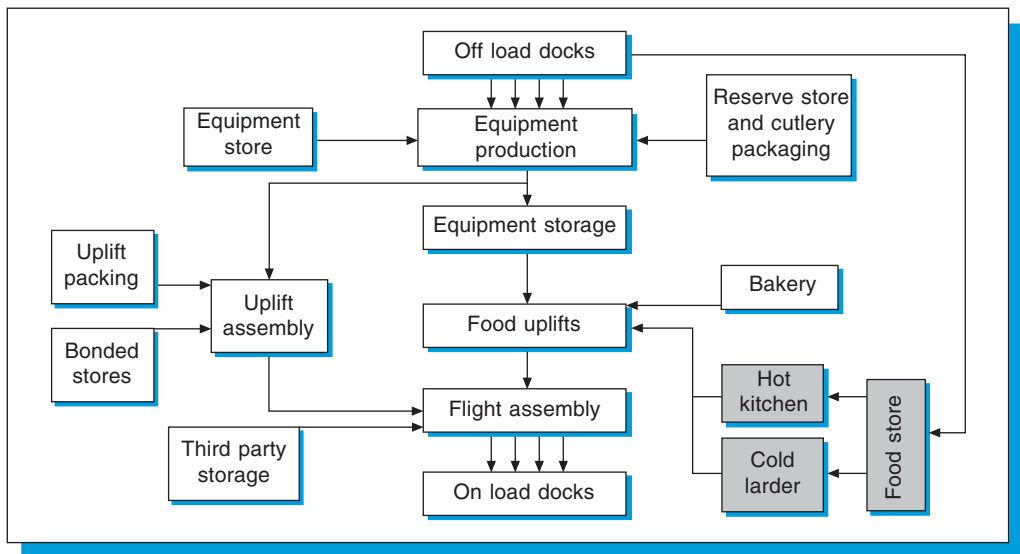 Off load docks
Equipment
store
Equipment
production
Reserve store
and cutlery
packaging
Equipment storage
Uplift
packing
Uplift
assembly
Bakery
Food uplifts
Bonded
stores
Hot
kitchen
Food store
Flight assembly
Third party
storage
Cold
larder
On load docks